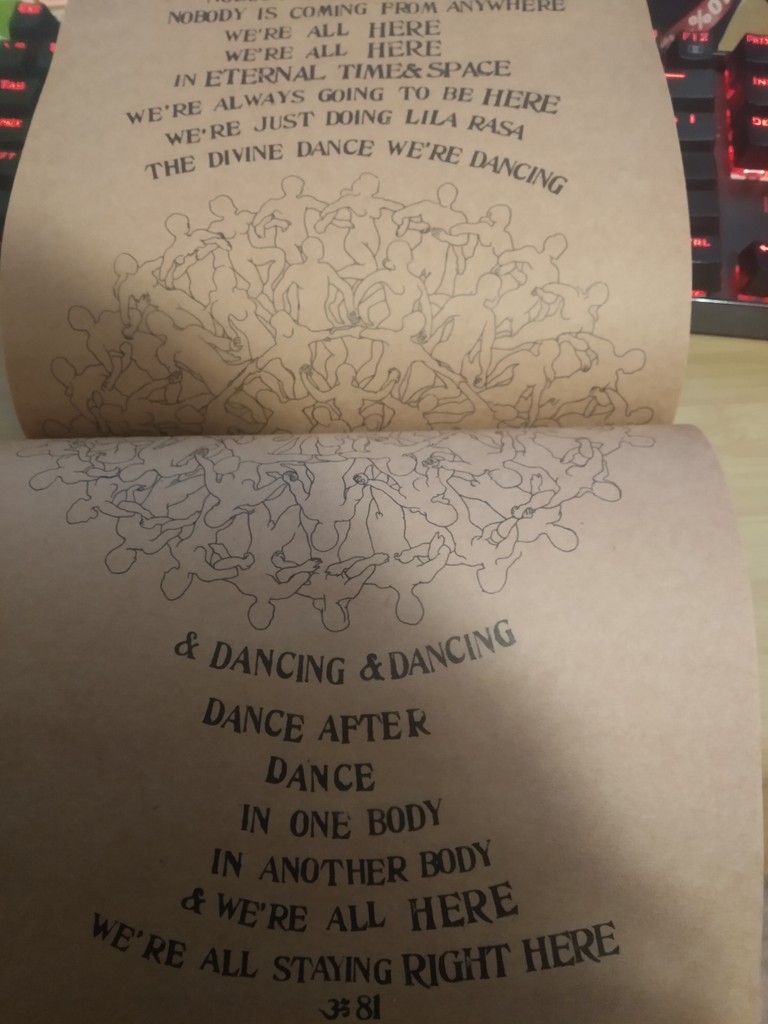 NOBODY IS COMING FROM ANYWHERE
WE'RE ALL HERE
WE'RE ALL HERE
IN ETERNAL TIME & SPACE
WE'RE ALWAYS GOING TO BE HERE
WE'RE JUST DOING LILA RASA
THE DIVINE DANCE WE'RE DANCING
& DANCING & DANCING
DANCE AFTER
DANCE
IN ONE BODY
IN ANOTHER BODY
& WE'RE ALL HERE
WE'RE ALL STAYING RIGHT HERE
ॐ 81